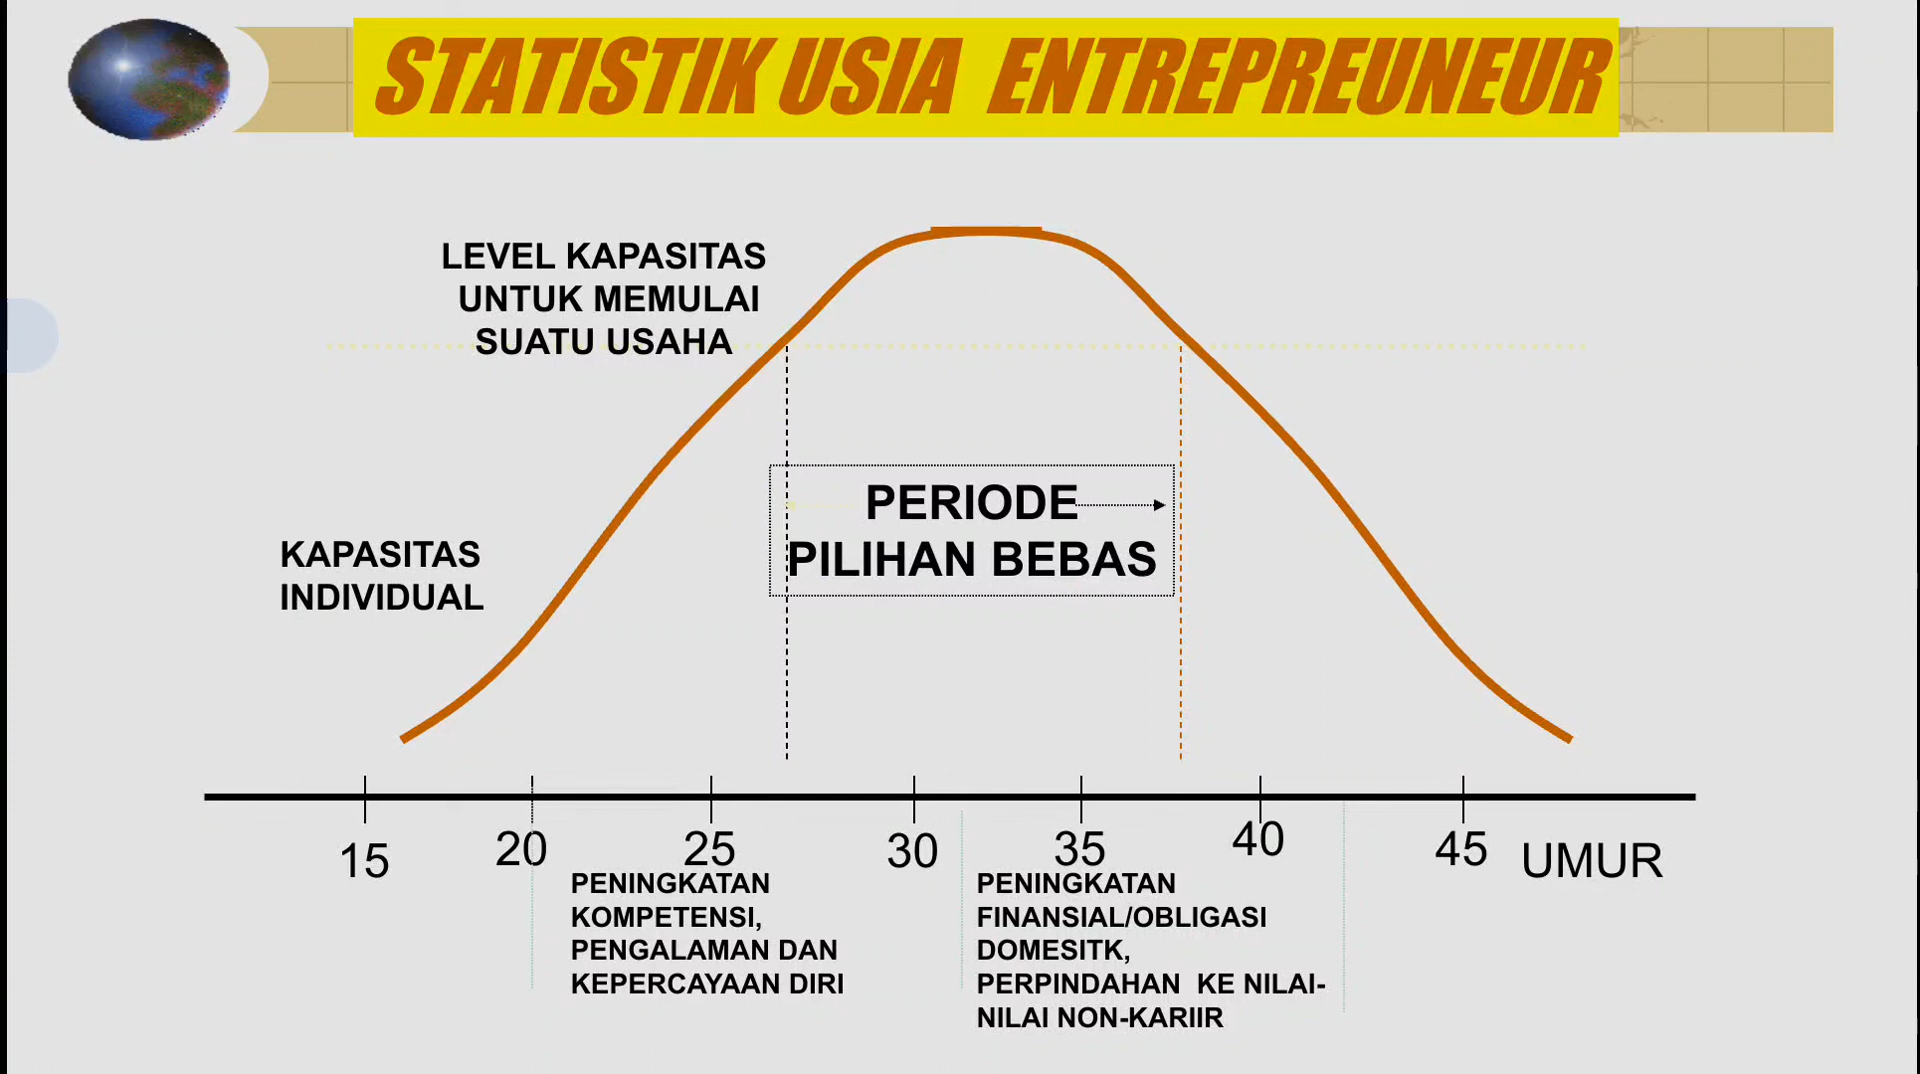 STATISTIK USIA ENTREPREUNEUR
LEVEL KAPASITAS
UNTUK MEMULAI
SUATU USAHA
PERIODE
PILIHAN BEBAS
KAPASITAS
INDIVIDUAL
15
20
25
30
35
40
45
UMUR
PENINGKATAN
KOMPETENSI,
PENGALAMAN DAN
KEPERCAYAAN DIRI
PENINGKATAN
FINANSIAL/OBLIGASI
DOMESITK,
PERPINDAHAN KE NILAI-
NILAI NON-KARIIR